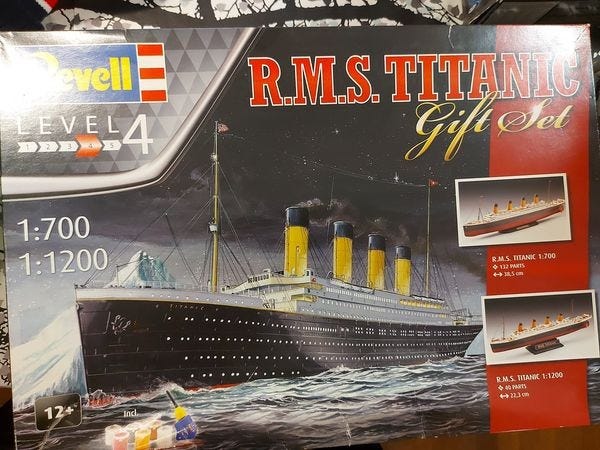 Revell
R.M.S. TITANIC
Gift Set
LEVEL 4
1 2 3 4 5
1:700
1:1200
R.M.S. TITANIC 1:700
132 PARTS
38,5 cm
R.M.S. TITANIC 1:1200
40 PARTS
22,3 cm
12+
Incl.